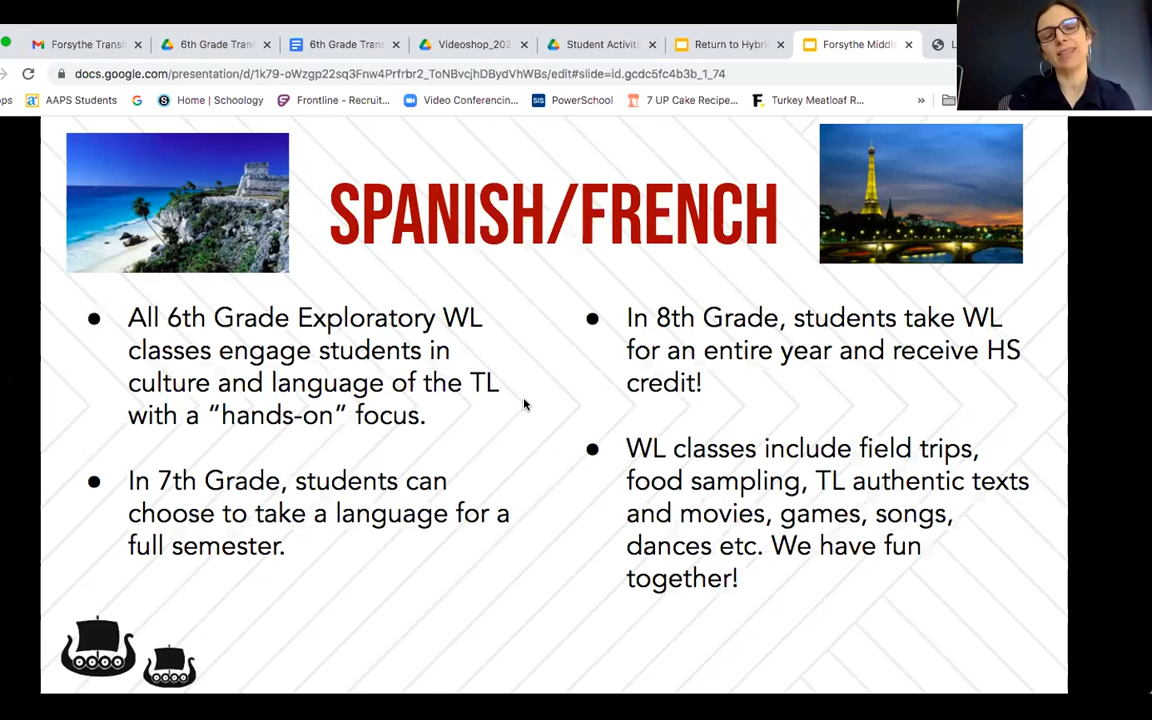 Forsythe Transi
6th Grade Tran
6th Grade Trans
Videoshop_202
Student Activit
Return to Hybri
Forsythe Middl
docs.google.com/presentation/d/1k79-oWzgp22sq3Fnw4Prfrbr2_ToNBvcjhDBydVhWBs/edit#slide=id.gcdc5fc4b3b_1_74
ops
AAPS Students
Home | Schoology
Frontline - Recruit...
Video Conferencin...
SIS PowerSchool
7 UP Cake Recipe...
Turkey Meatloaf R...
»
SPANISH/FRENCH
● All 6th Grade Exploratory WL
classes engage students in
culture and language of the TL
with a “hands-on” focus.
● In 7th Grade, students can
choose to take a language for a
full semester.
● In 8th Grade, students take WL
for an entire year and receive HS
credit!
● WL classes include field trips,
food sampling, TL authentic texts
and movies, games, songs,
dances etc. We have fun
together!